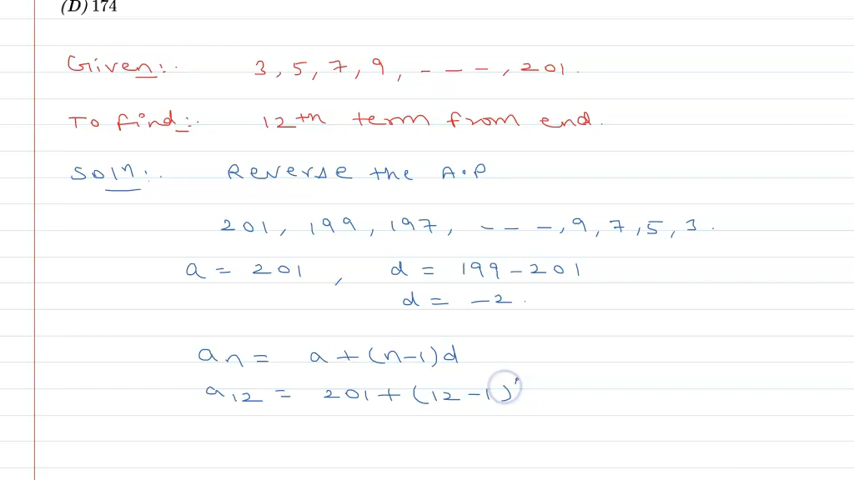 (D) 174
Given:. 3, 5, 7, 9, - - - , 201.
To find:. 12th term from end.
Soln:. Reverse the A.P
201, 199, 197, - - -, 9, 7, 5, 3.
a = 201 , d = 199 - 201
d = -2.
an = a + (n-1)d
a12 = 201 + (12-1)